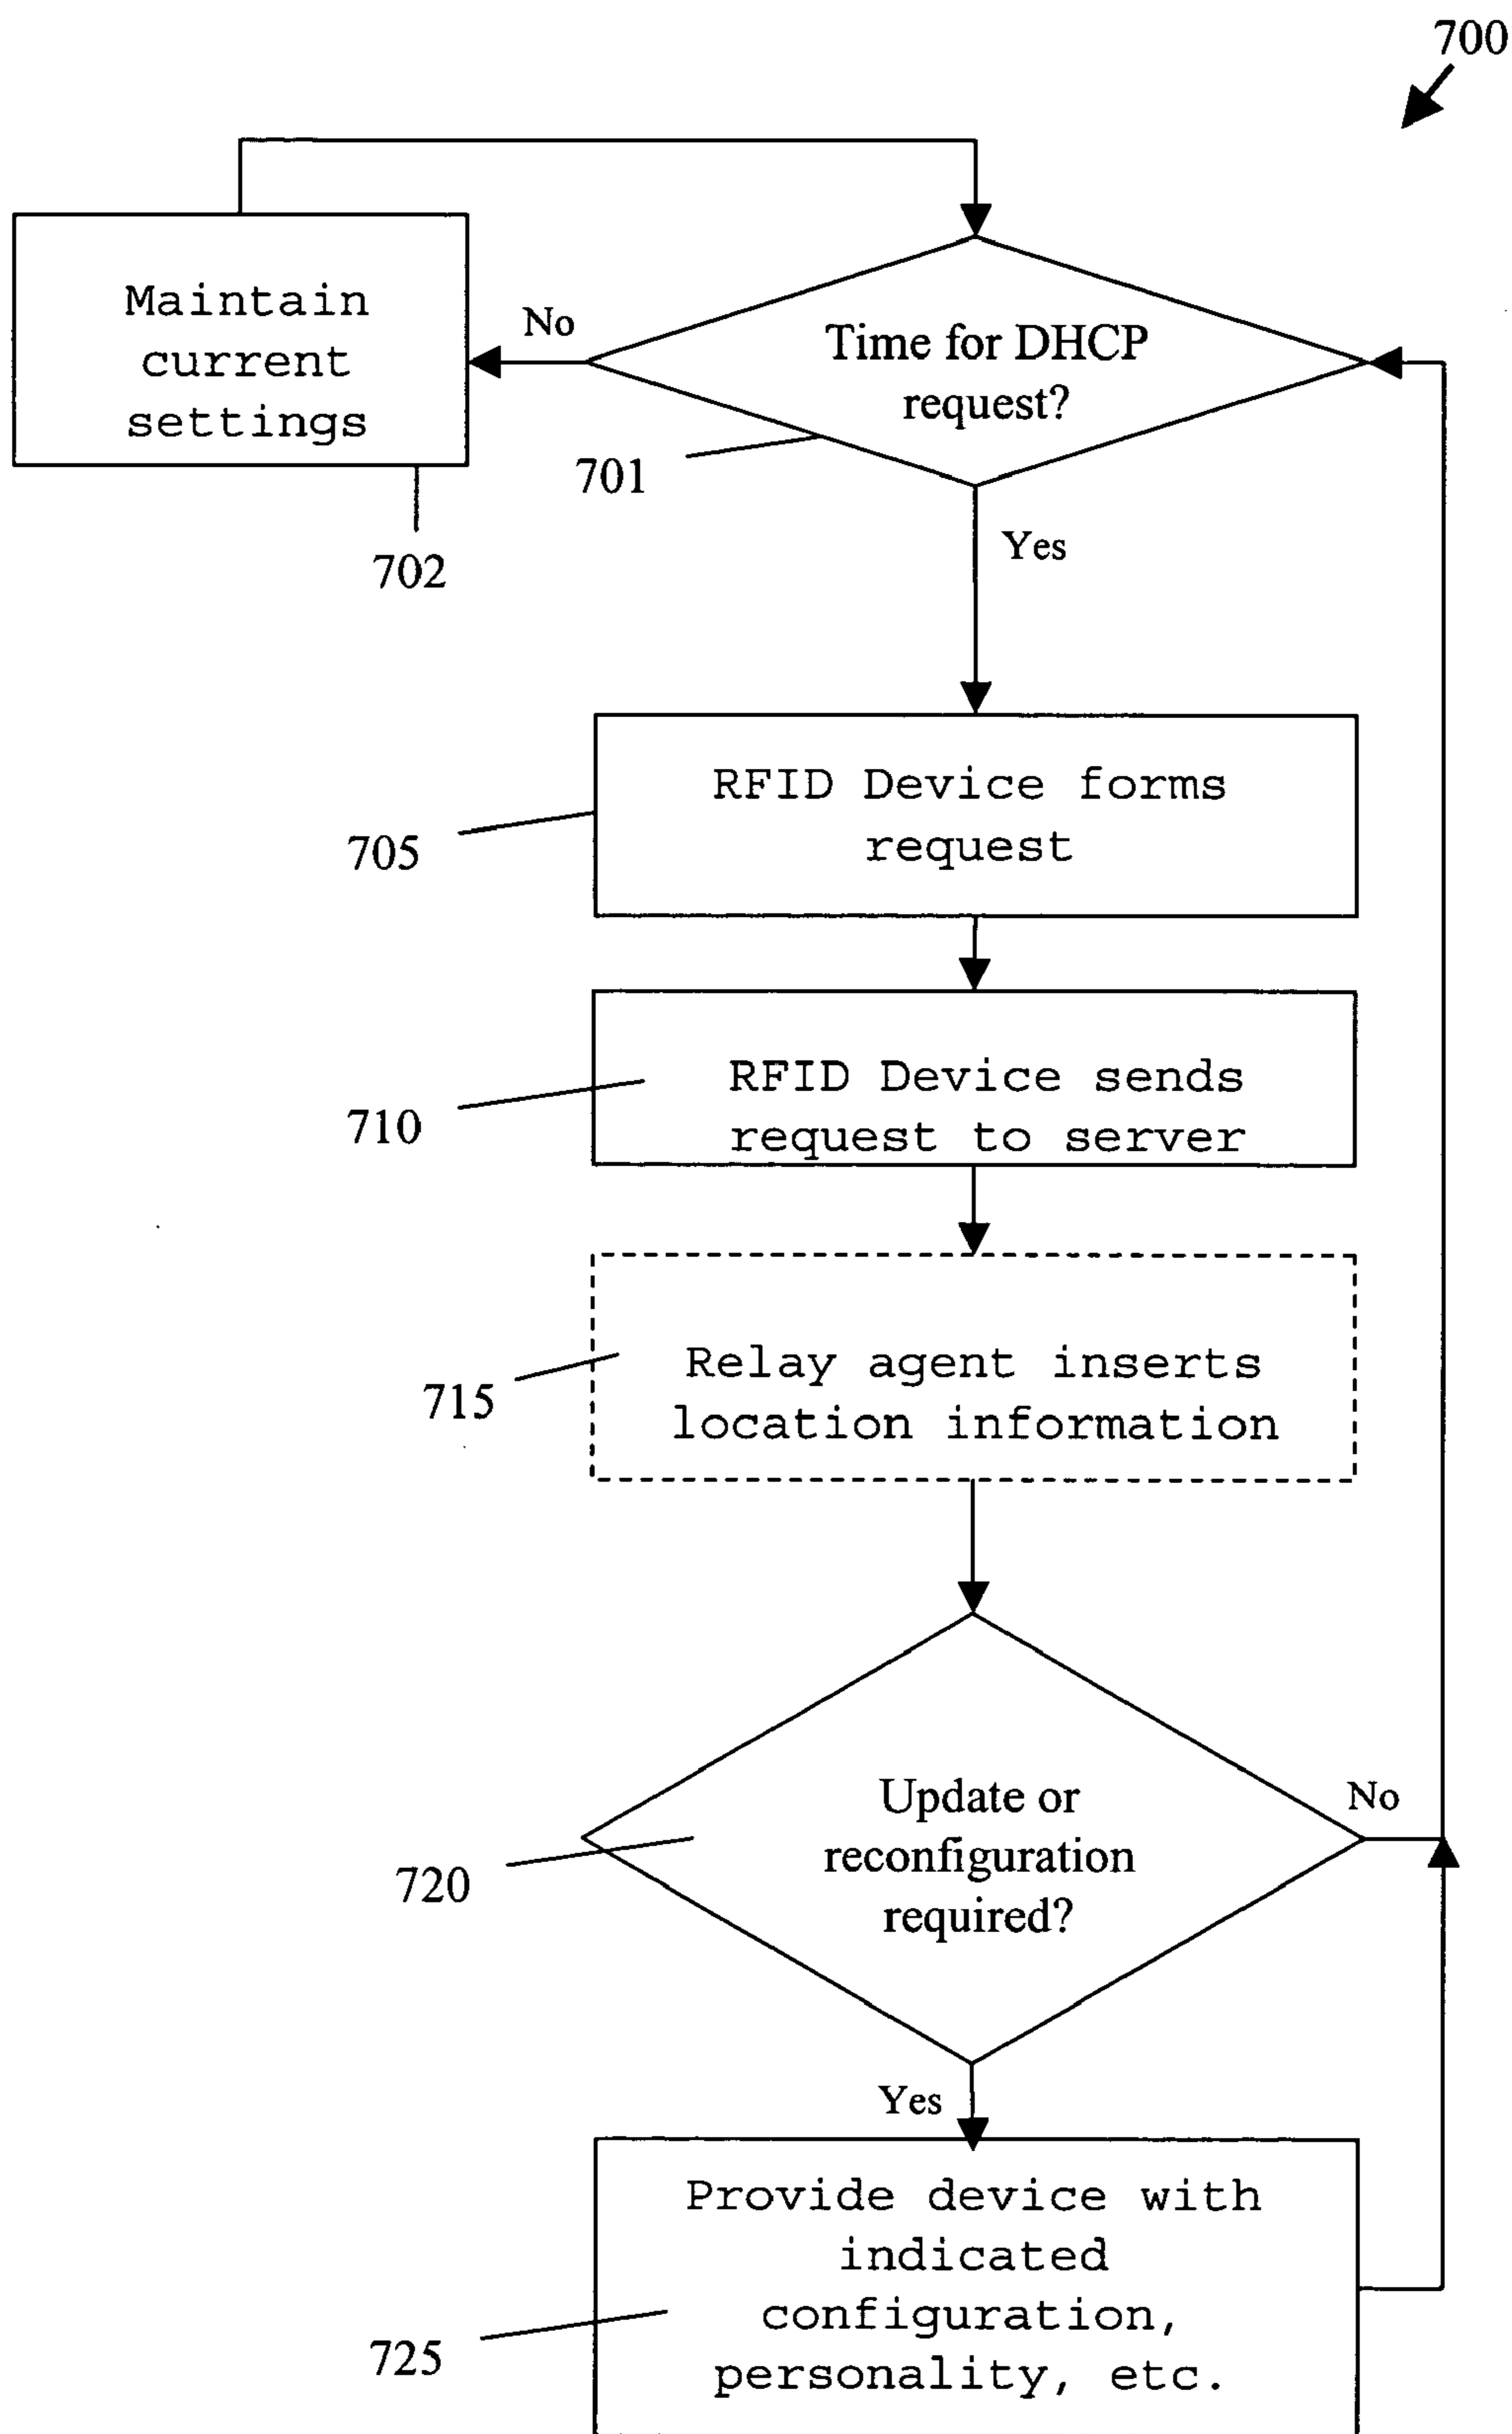 700
Maintain
current
settings
No
Time for DHCP
request?
701
702
Yes
RFID Device forms
request
705
RFID Device sends
request to server
710
Relay agent inserts
location information
715
Update or
reconfiguration
required?
No
720
Yes
Provide device with
indicated
configuration,
personality, etc.
725